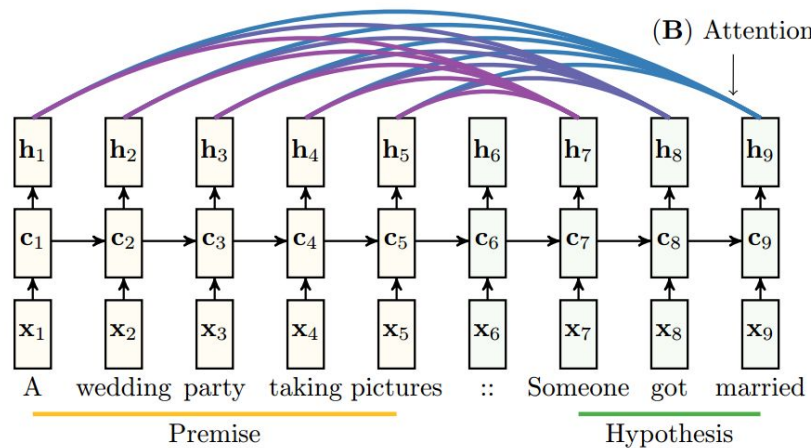 (B) Attention
h1 h2 h3 h4 h5 h6 h7 h8 h9
c1 c2 c3 c4 c5 c6 c7 c8 c9
x1 x2 x3 x4 x5 x6 x7 x8 x9
A wedding party taking pictures :: Someone got married
Premise Hypothesis